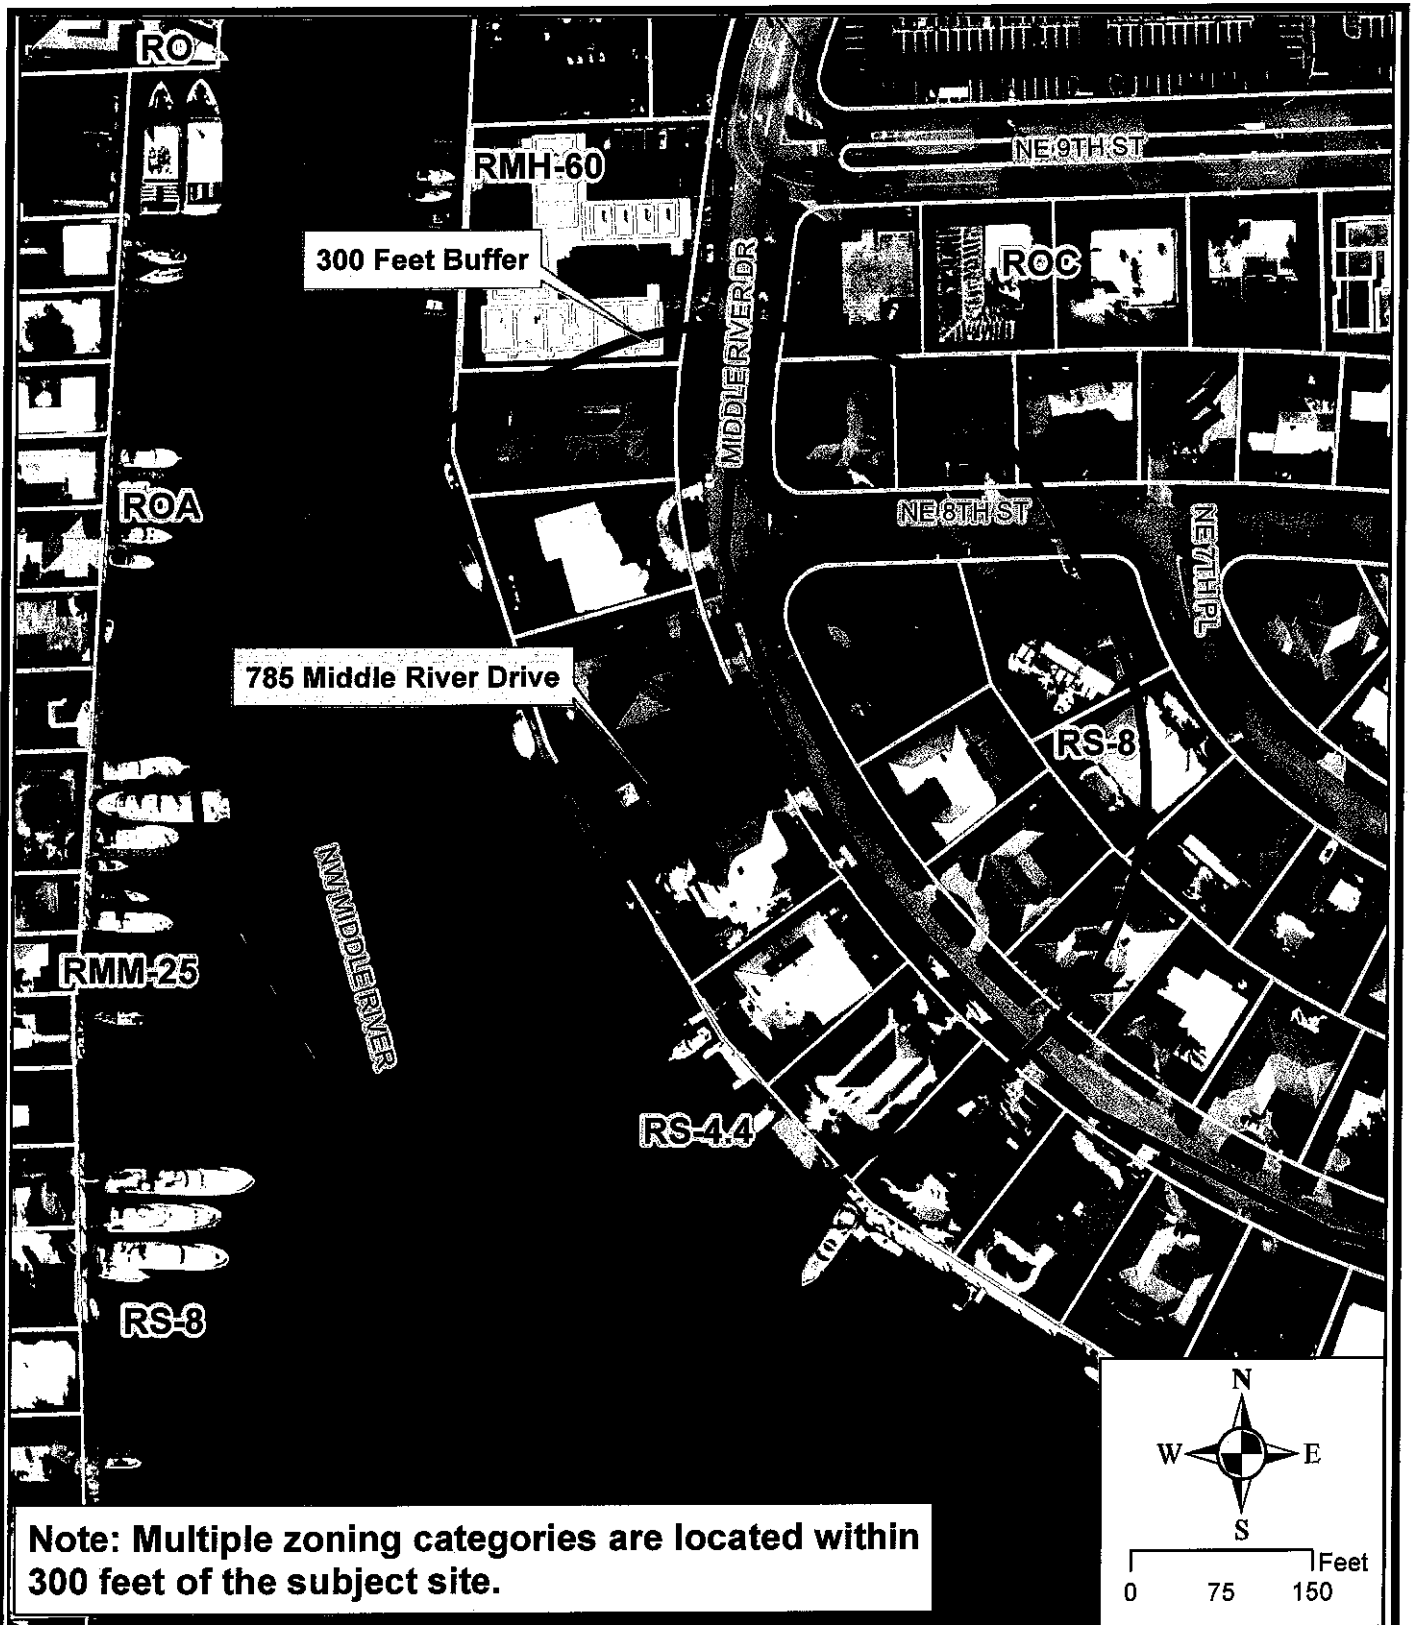 RO
NE 9TH ST
RMH-60
300 Feet Buffer
ROC
MIDDLE RIVER DR
ROA
NE 8TH ST
NE 7TH PL
785 Middle River Drive
RS-8
NW MIDDLE RIVER
RMM-25
RS-4.4
RS-8
N
W
E
S
Feet
0 75 150
Note: Multiple zoning categories are located within
300 feet of the subject site.